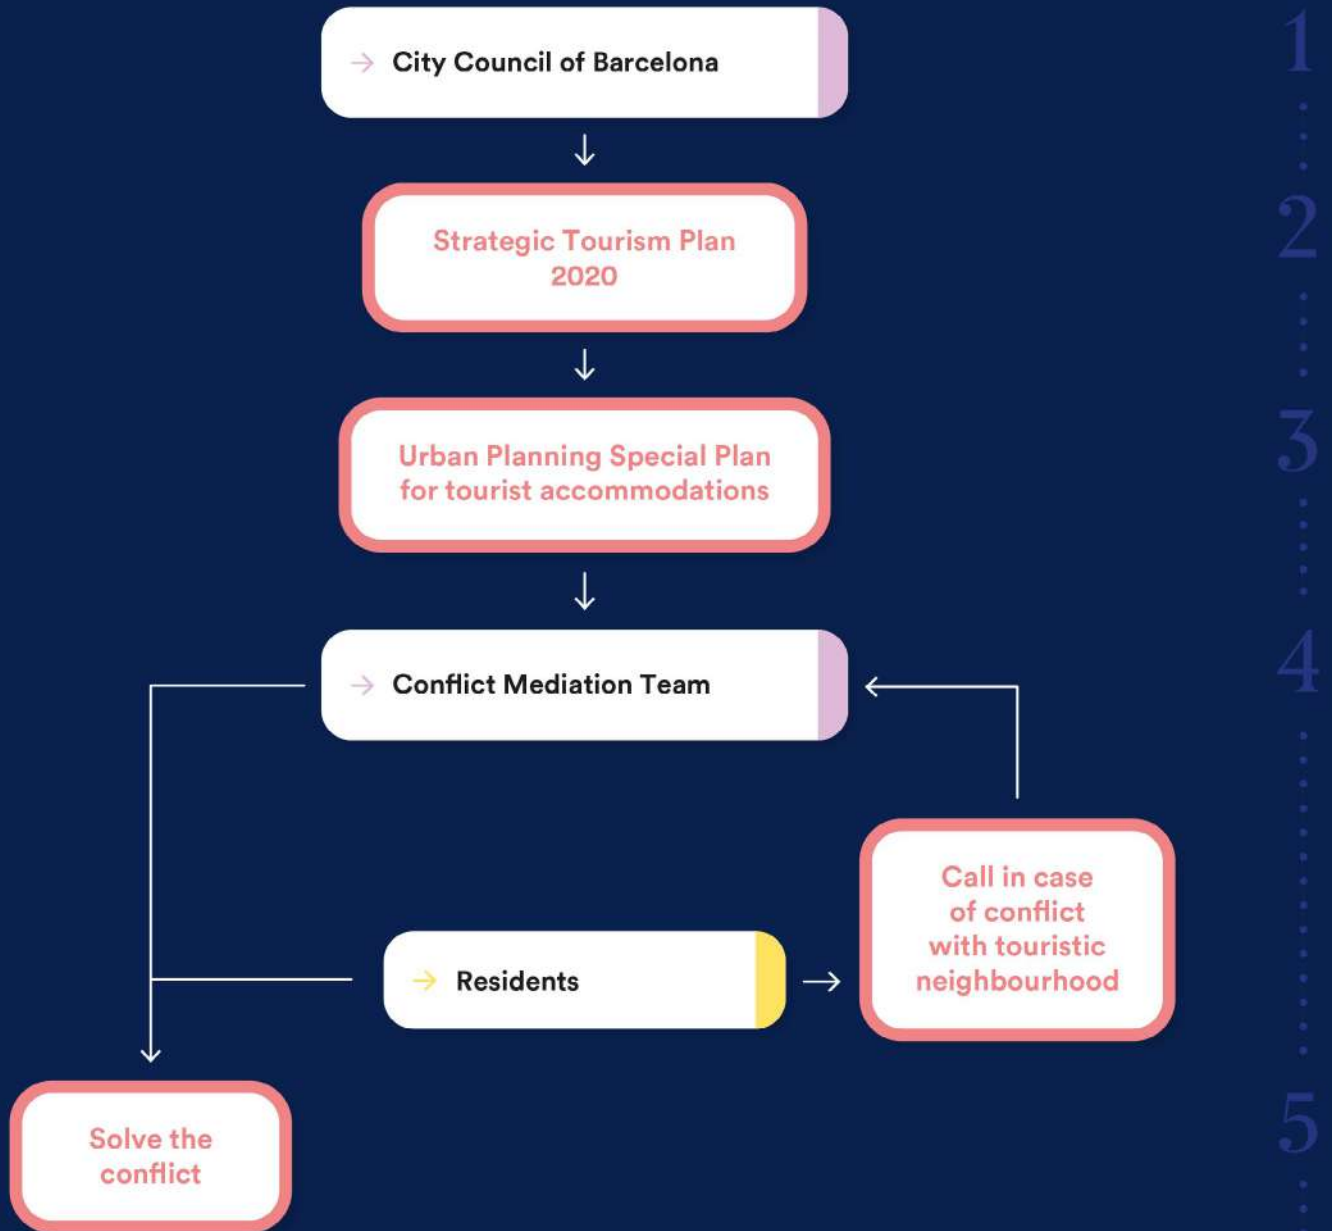 City Council of Barcelona
1
Strategic Tourism Plan
2020
2
Urban Planning Special Plan
for tourist accommodations
3
Conflict Mediation Team
4
Call in case
of conflict
with touristic
neighbourhood
Residents
Solve the
conflict
5